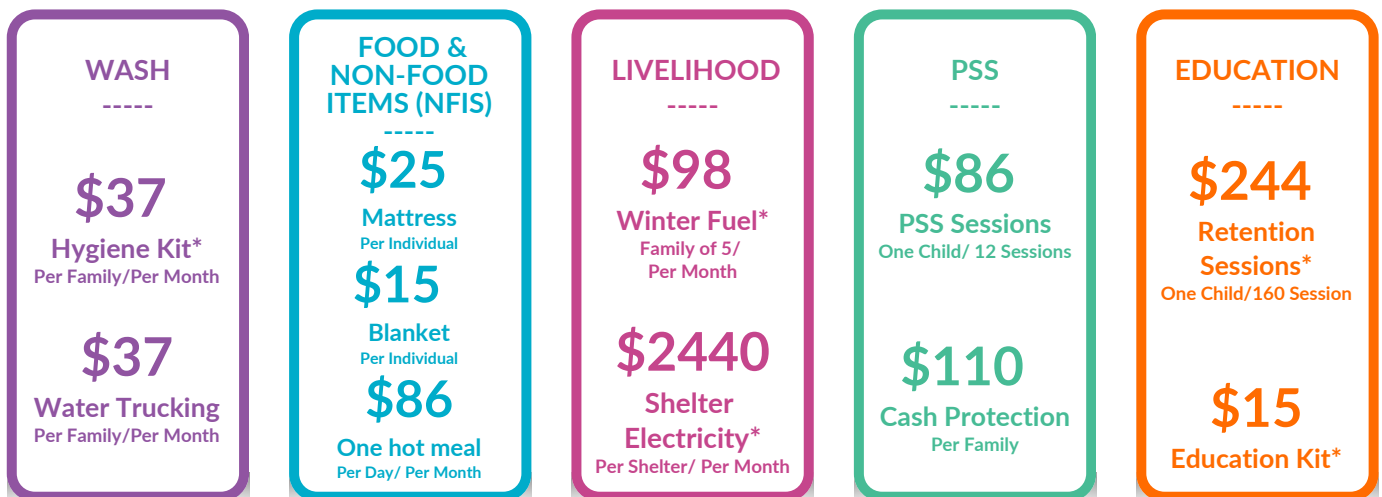 WASH
-----
$37
Hygiene Kit*
Per Family/Per Month
$37
Water Trucking
Per Family/Per Month
FOOD &
NON-FOOD
ITEMS (NFIS)
-----
$25
Mattress
Per Individual
$15
Blanket
Per Individual
$86
One hot meal
Per Day/ Per Month
LIVELIHOOD
-----
$98
Winter Fuel*
Family of 5/
Per Month
$2440
Shelter
Electricity*
Per Shelter/ Per Month
PSS
-----
$86
PSS Sessions
One Child/ 12 Sessions
$110
Cash Protection
Per Family
EDUCATION
-----
$244
Retention
Sessions*
One Child/160 Session
$15
Education Kit*